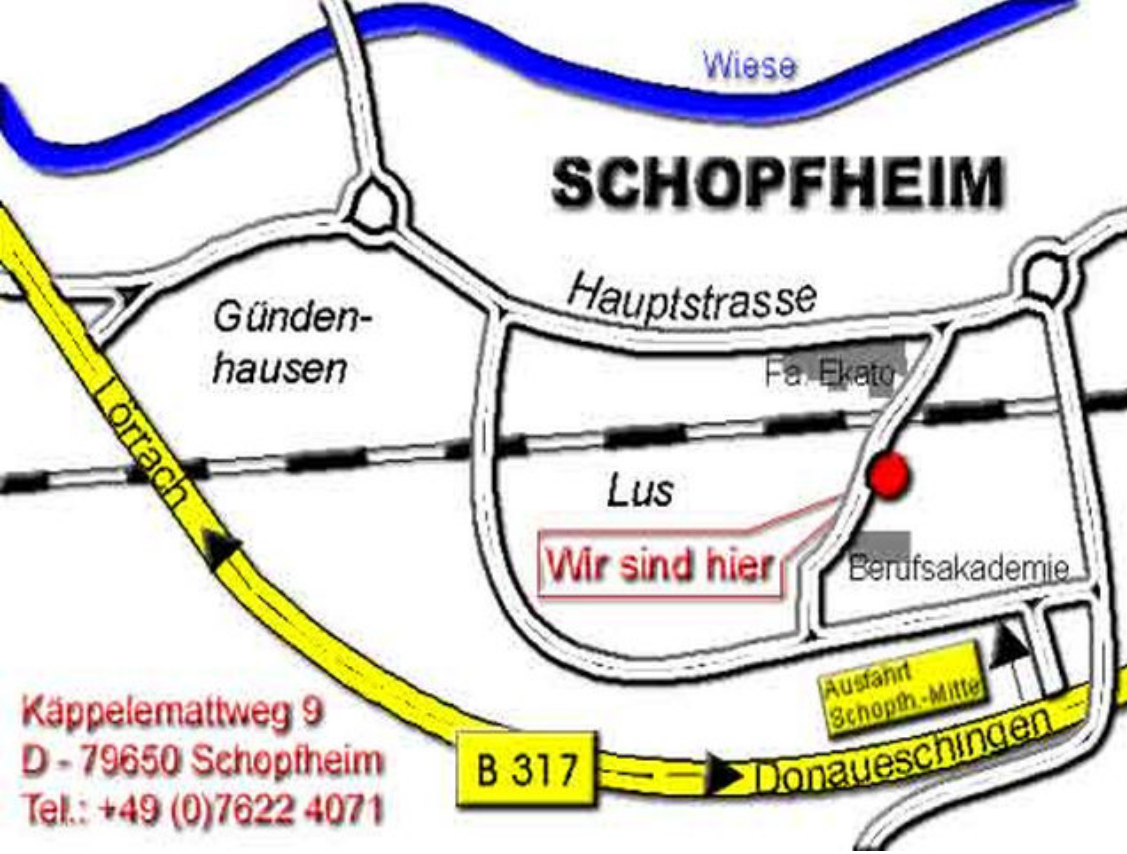 Wiese
SCHOPFHEIM
Hauptstrasse
Günden-
hausen
Fa. Ekato
Lörrach
Lus
Wir sind hier
Berufsakademie
Ausfahrt
Schopfh.-Mitte
Käppelemattweg 9
D - 79650 Schopfheim
Tel.: +49 (0)7622 4071
B 317
Donaueschingen